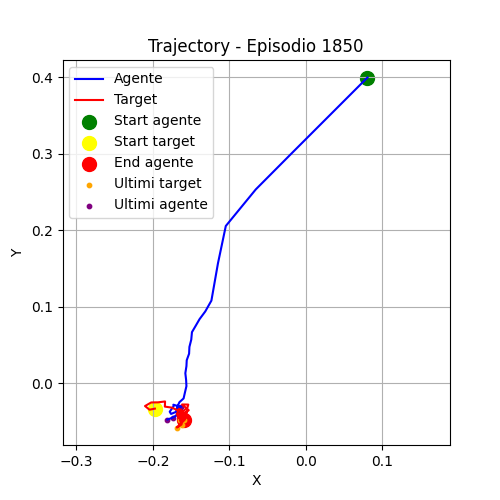 Trajectory - Episodio 1850
Agente
Target
Start agente
Start target
End agente
Ultimi target
Ultimi agente
0.4
0.3
0.2
0.1
0.0
Y
−0.3 −0.2 −0.1 0.0 0.1
X